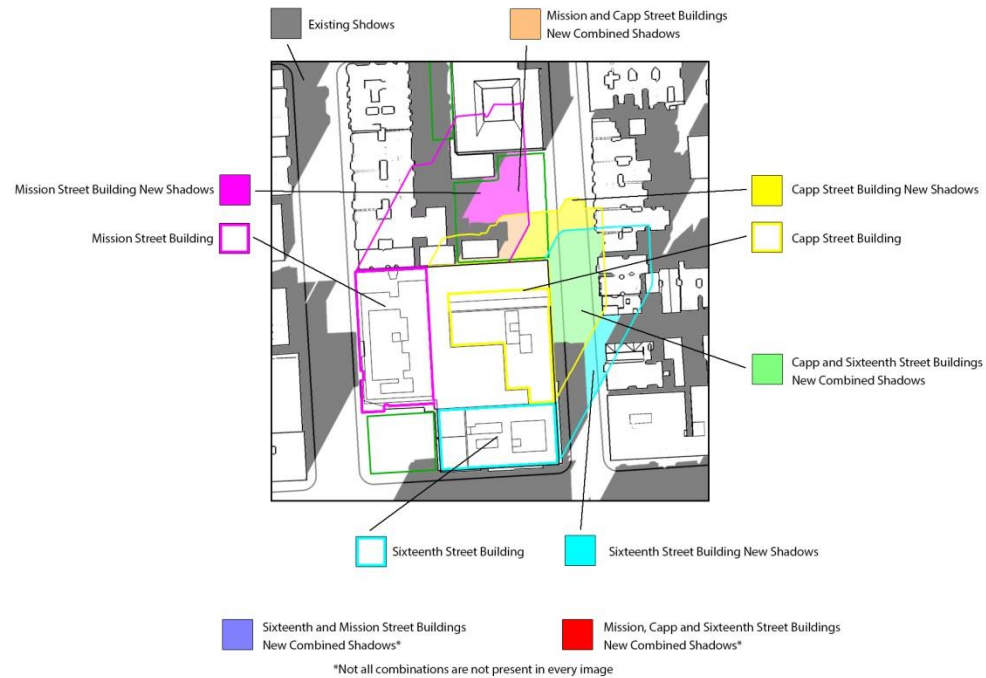 Existing Shdows
Mission and Capp Street Buildings
New Combined Shadows
Mission Street Building New Shadows
Capp Street Building New Shadows
Mission Street Building
Capp Street Building
Capp and Sixteenth Street Buildings
New Combined Shadows
Sixteenth Street Building
Sixteenth Street Building New Shadows
Sixteenth and Mission Street Buildings
New Combined Shadows*
Mission, Capp and Sixteenth Street Buildings
New Combined Shadows*
*Not all combinations are not present in every image